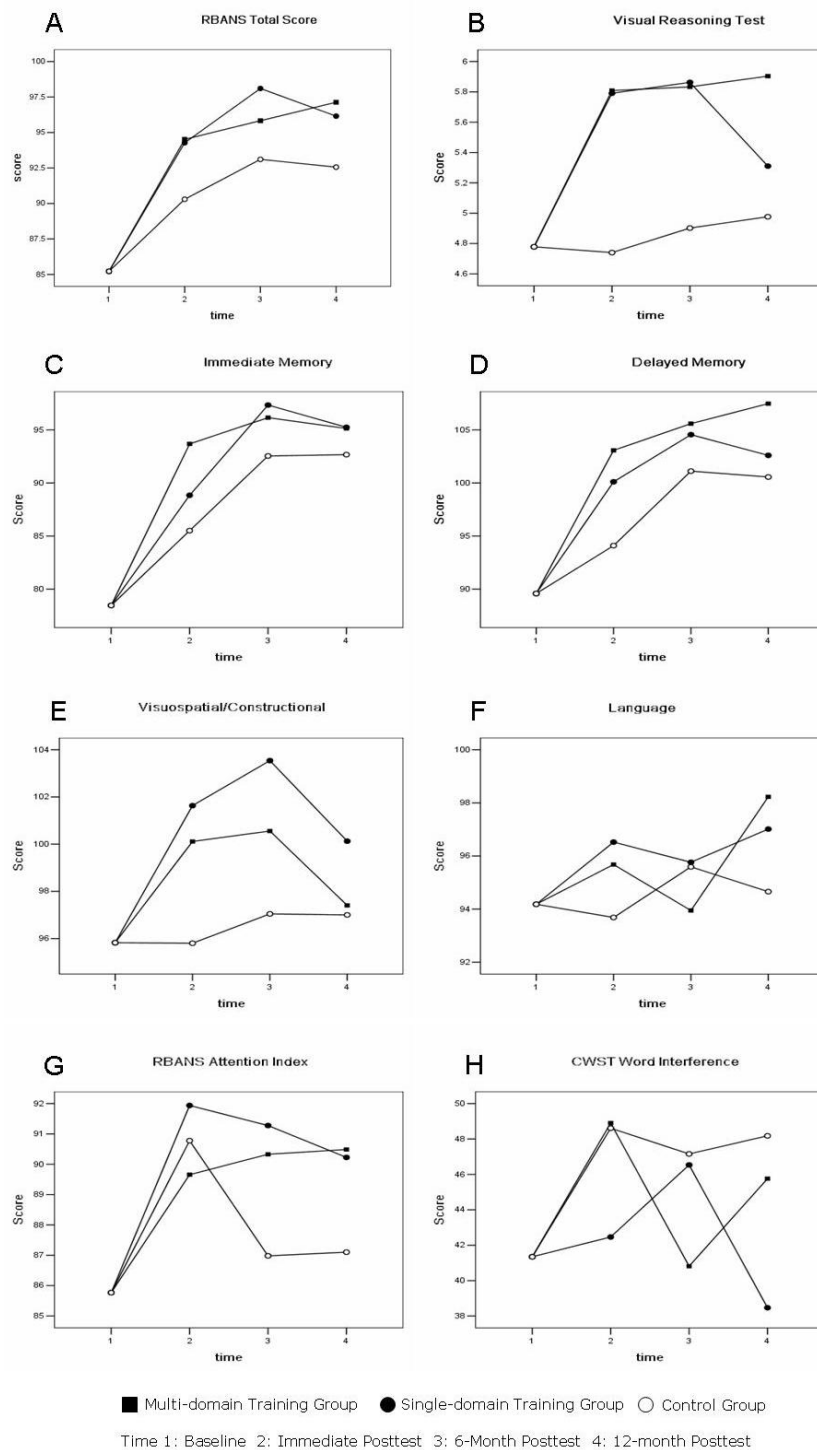 A RBANS Total Score
100
97.5
95
92.5
90
87.5
85
score
1 2 3 4
time
B Visual Reasoning Test
6
5.8
5.6
5.4
5.2
5
4.8
4.6
Score
1 2 3 4
time
C Immediate Memory
95
90
85
80
Score
1 2 3 4
time
D Delayed Memory
105
100
95
90
Score
1 2 3 4
time
E Visuospatial/Constructional
104
102
100
98
96
Score
1 2 3 4
time
F Language
100
98
96
94
92
Score
1 2 3 4
time
G RBANS Attention Index
92
91
90
89
88
87
86
85
Score
1 2 3 4
time
H CWST Word Interference
50
48
46
44
42
40
38
Score
1 2 3 4
time
Multi-domain Training Group Single-domain Training Group Control Group
Time 1: Baseline 2: Immediate Posttest 3: 6-Month Posttest 4: 12-month Posttest